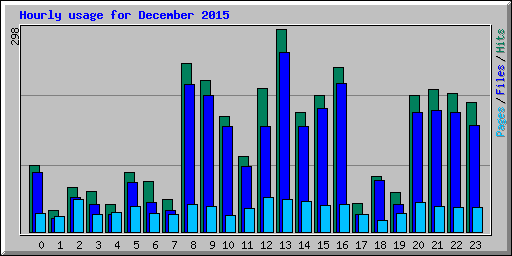 Hourly usage for December 2015
298
Pages / Files / Hits
0 1 2 3 4 5 6 7 8 9 10 11 12 13 14 15 16 17 18 19 20 21 22 23